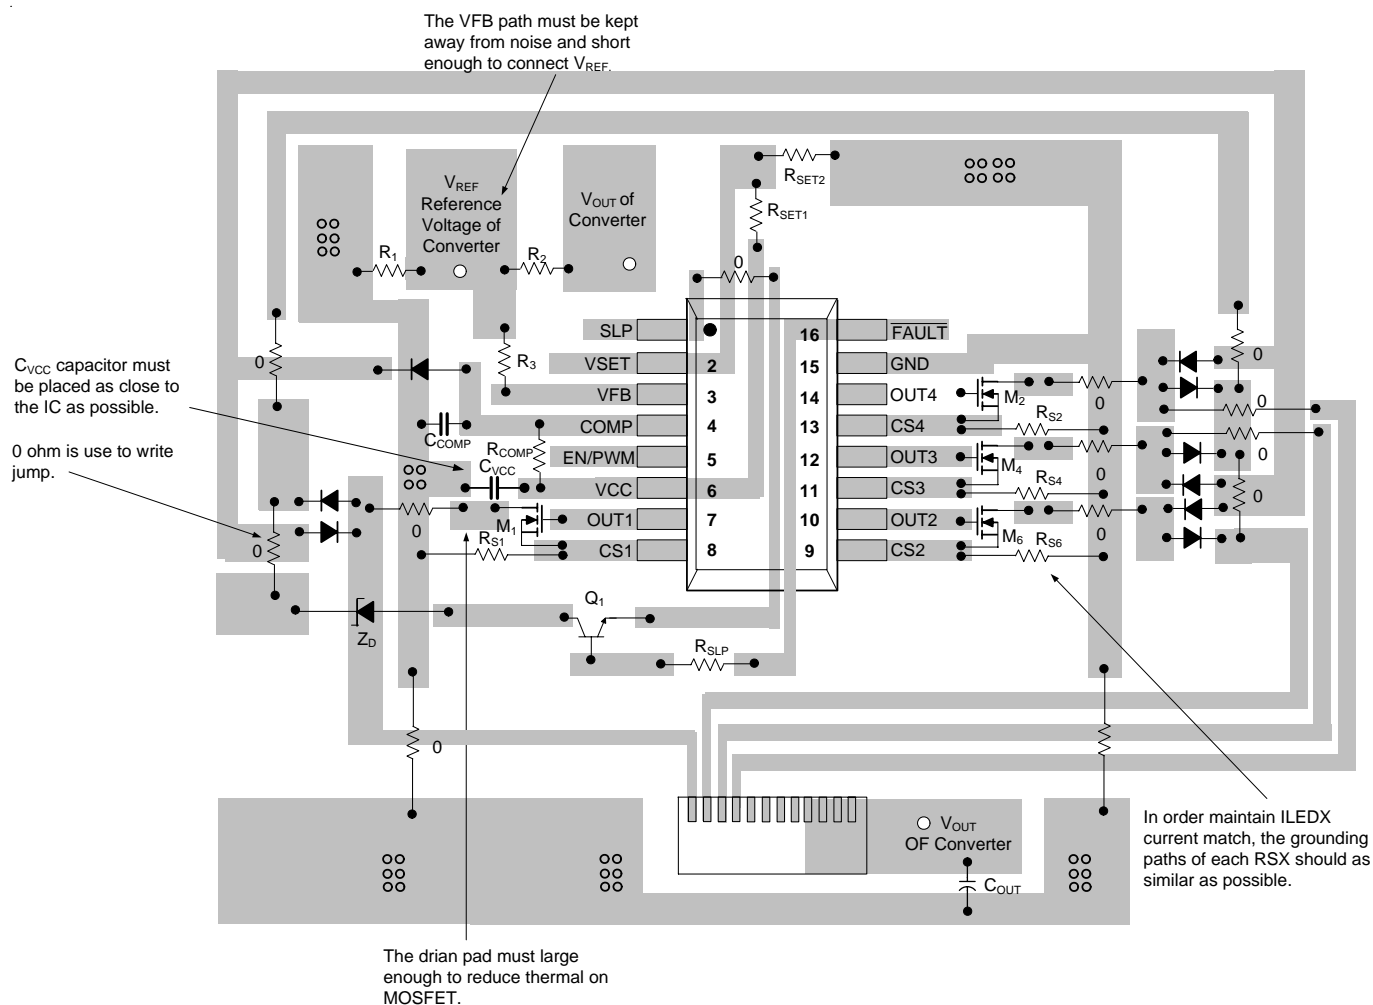 The VFB path must be kept
away from noise and short
enough to connect VREF.
RSET2
VREF
Reference
Voltage of
Converter
VOUT of
Converter
RSET1
R1
R2
0
SLP
16
FAULT
0
R3
VSET
2
15
GND
0
CVCC capacitor must
be placed as close to
the IC as possible.
VFB
3
14
OUT4
M2
0
0
CCOMP
COMP
4
13
CS4
RS2
0 ohm is use to write
jump.
RCOMP
CVCC
EN/PWM
5
12
OUT3
M4
0
0
VCC
6
11
CS3
RS4
0
0
0
M1
OUT1
7
10
OUT2
M6
0
RS1
CS1
8
9
CS2
RS6
Q1
ZD
RSLP
0
VOUT
OF Converter
COUT
In order maintain ILEDX
current match, the grounding
paths of each RSX should as
similar as possible.
The drian pad must large
enough to reduce thermal on
MOSFET.